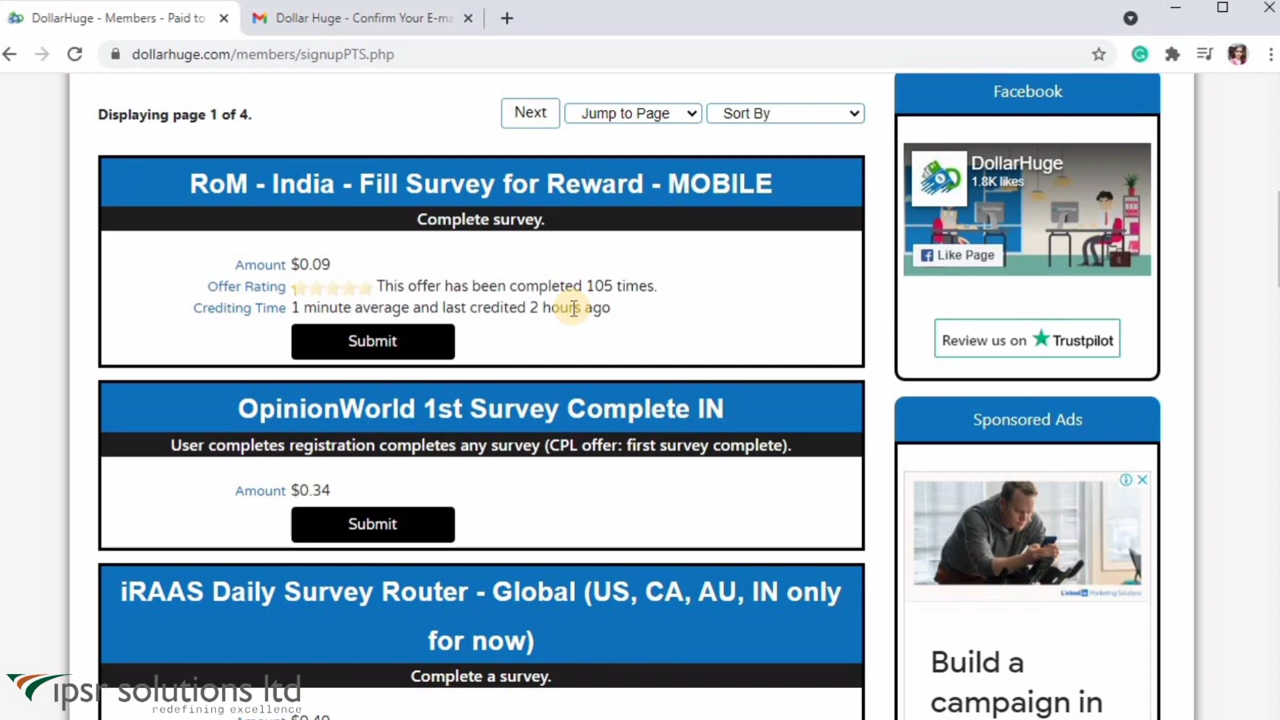 DollarHuge - Members - Paid to
Dollar Huge - Confirm Your E-ma
dollarhuge.com/members/signupPTS.php
Displaying page 1 of 4.
Next
Jump to Page
Sort By
RoM - India - Fill Survey for Reward - MOBILE
Complete survey.
Amount $0.09
Offer Rating This offer has been completed 105 times.
Crediting Time 1 minute average and last credited 2 hours ago
Submit
OpinionWorld 1st Survey Complete IN
User completes registration completes any survey (CPL offer: first survey complete).
Amount $0.34
Submit
iRAAS Daily Survey Router - Global (US, CA, AU, IN only
for now)
Complete a survey.
Facebook
DollarHuge
1.8K likes
Like Page
Review us on Trustpilot
Sponsored Ads
LinkedIn Marketing Solutions
Build a
campaign in
ipsr solutions ltd
redefining excellence